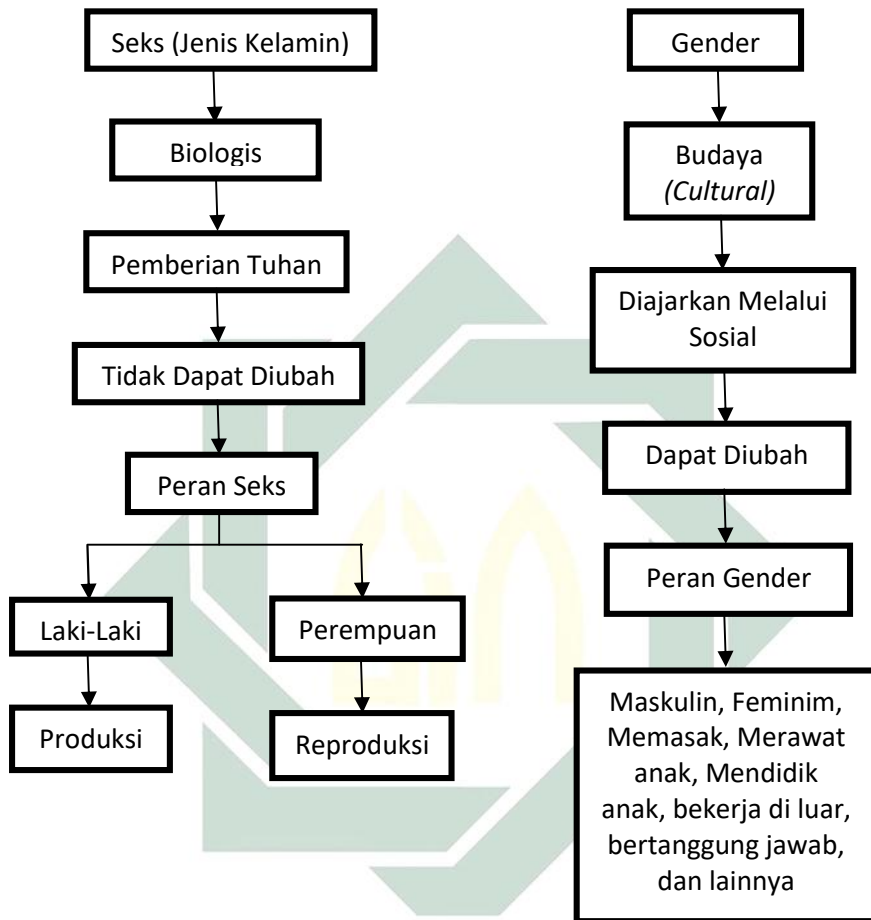 Seks (Jenis Kelamin)
Biologis
Pemberian Tuhan
Tidak Dapat Diubah
Peran Seks
Laki-Laki
Perempuan
Produksi
Reproduksi
Gender
Budaya
(Cultural)
Diajarkan Melalui
Sosial
Dapat Diubah
Peran Gender
Maskulin, Feminim,
Memasak, Merawat
anak, Mendidik
anak, bekerja di luar,
bertanggung jawab,
dan lainnya